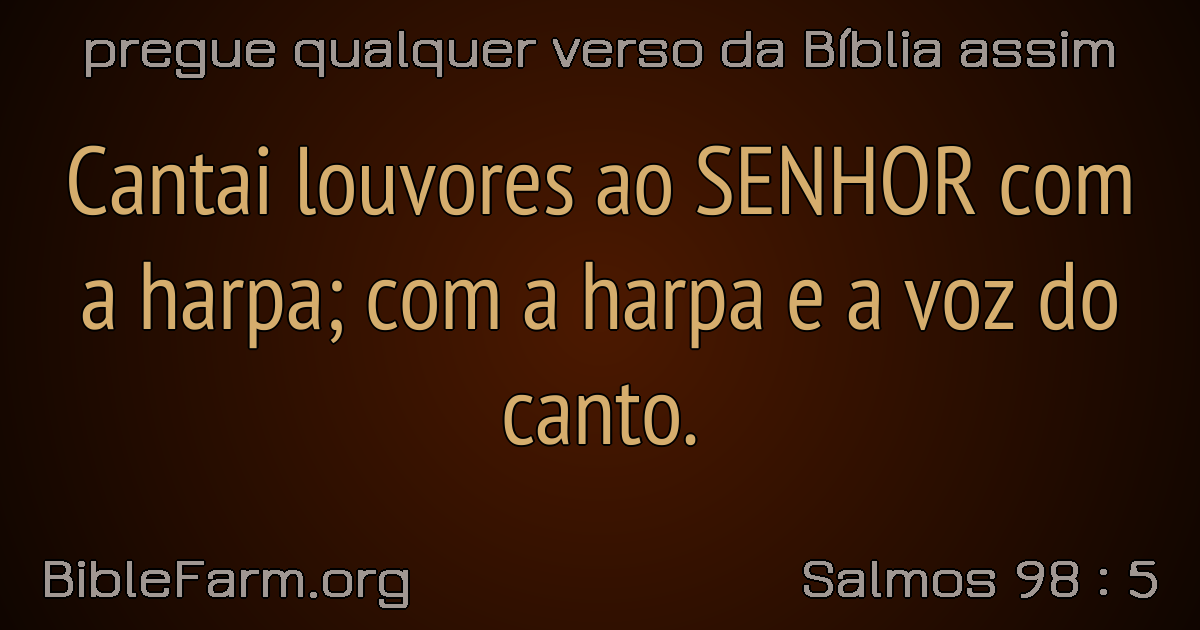 pregue qualquer verso da Bíblia assim
Cantai louvores ao SENHOR com
a harpa; com a harpa e a voz do
canto.
BibleFarm.org
Salmos 98 : 5